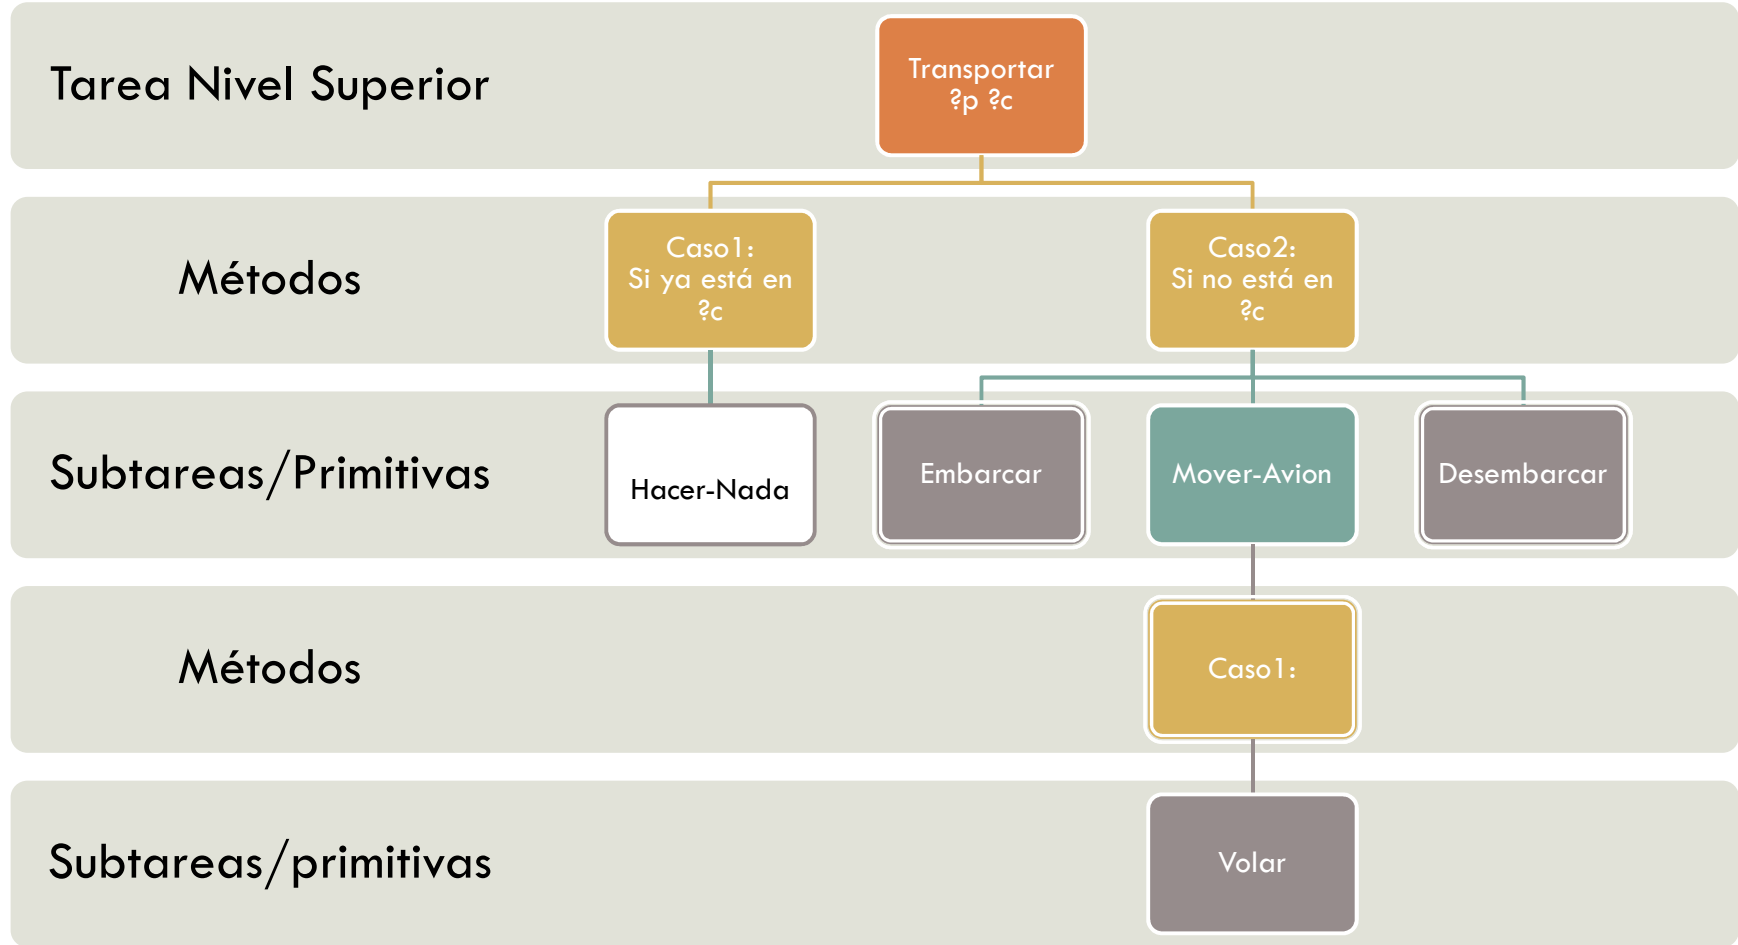 Tarea Nivel Superior
Transportar
?p ?c
Métodos
Caso1:
Si ya está en
?c
Caso2:
Si no está en
?c
Subtareas/Primitivas
Hacer-Nada
Embarcar
Mover-Avion
Desembarcar
Métodos
Caso1:
Subtareas/primitivas
Volar